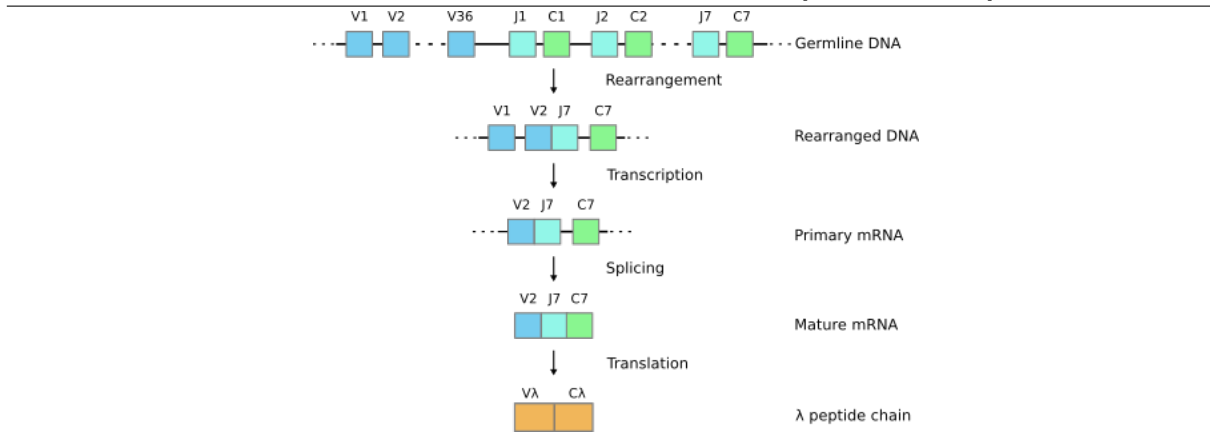 V1 V2 V36 J1 C1 J2 C2 J7 C7
Germline DNA
Rearrangement
V1 V2 J7 C7
Rearranged DNA
Transcription
V2 J7 C7
Primary mRNA
Splicing
V2 J7 C7
Mature mRNA
Translation
Vλ Cλ
λ peptide chain